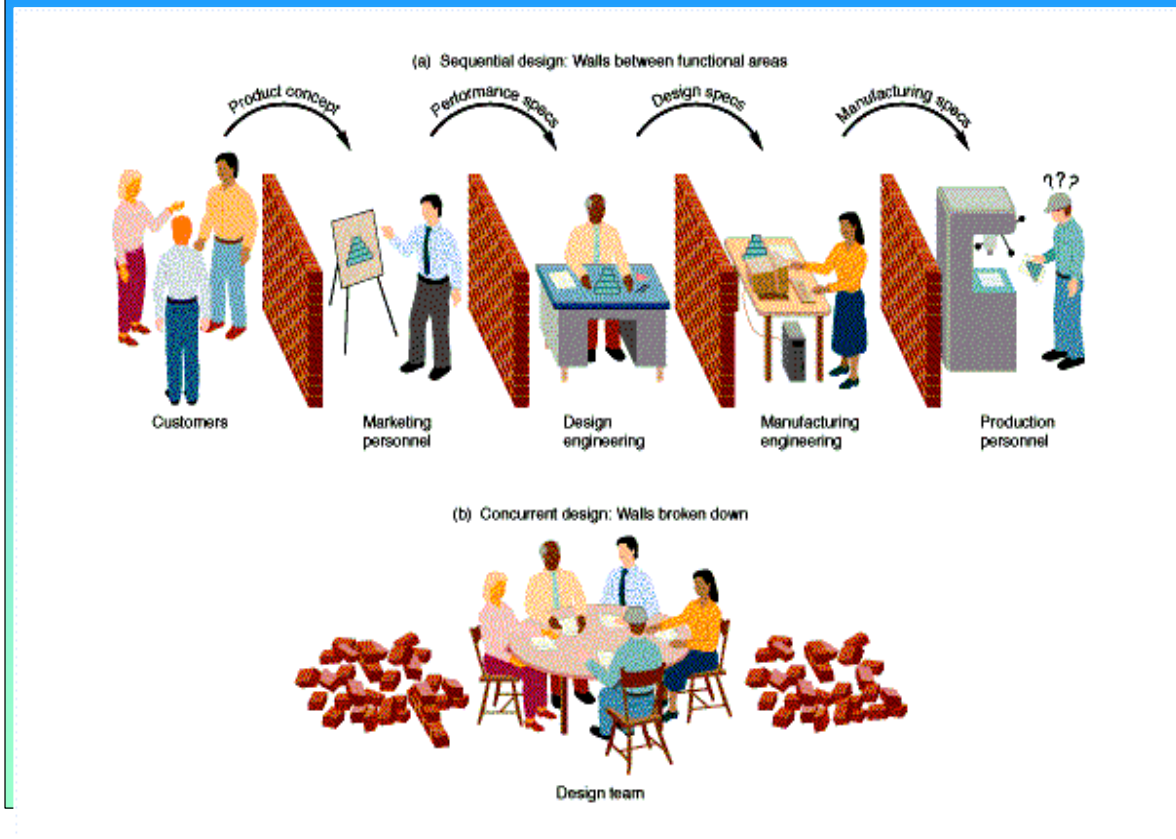 (a) Sequential design: Walls between functional areas
Product concept
Performance specs
Design specs
Manufacturing specs
???
Customers
Marketing
personnel
Design
engineering
Manufacturing
engineering
Production
personnel
(b) Concurrent design: Walls broken down
Design team